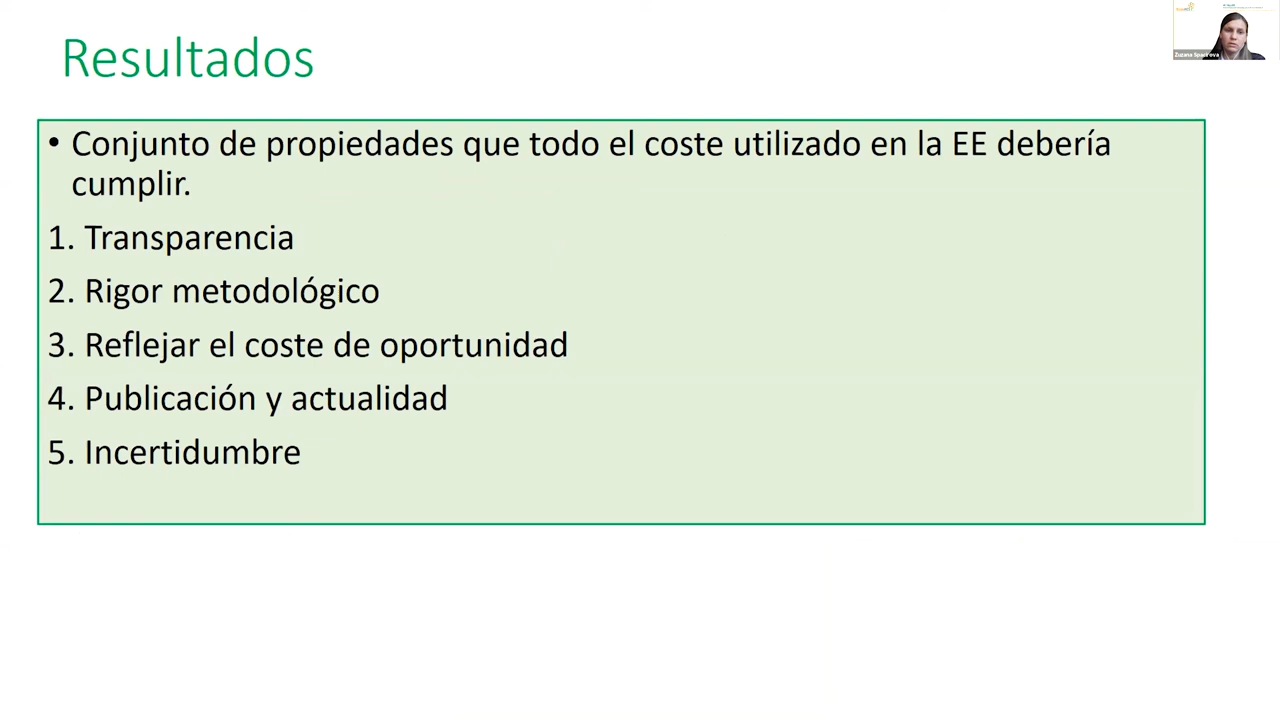 Resultados
• Conjunto de propiedades que todo el coste utilizado en la EE debería
cumplir.
1. Transparencia
2. Rigor metodológico
3. Reflejar el coste de oportunidad
4. Publicación y actualidad
5. Incertidumbre